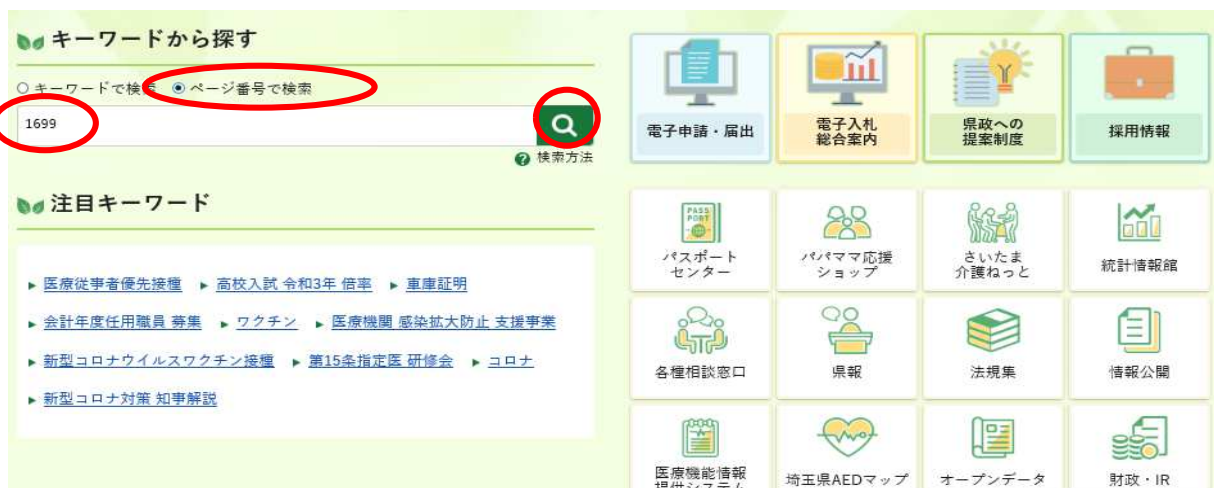 キーワードから探す
キーワードで検索 ページ番号で検索
1699
検索方法
注目キーワード
医療従事者優先接種 高校入試 令和3年 倍率 車庫証明
会計年度任用職員 募集 ワクチン 医療機関 感染拡大防止 支援事業
新型コロナウイルスワクチン接種 第15条指定医 研修会 コロナ
新型コロナ対策 知事解説
電子申請・届出
電子入札
総合案内
県政への
提案制度
採用情報
PASS
PORT
パスポート
センター
パパママ応援
ショップ
さいたま
介護ねっと
統計情報館
各種相談窓口
県報
法規集
情報公開
医療機能情報
提供システム
埼玉県AEDマップ
オープンデータ
財政・IR